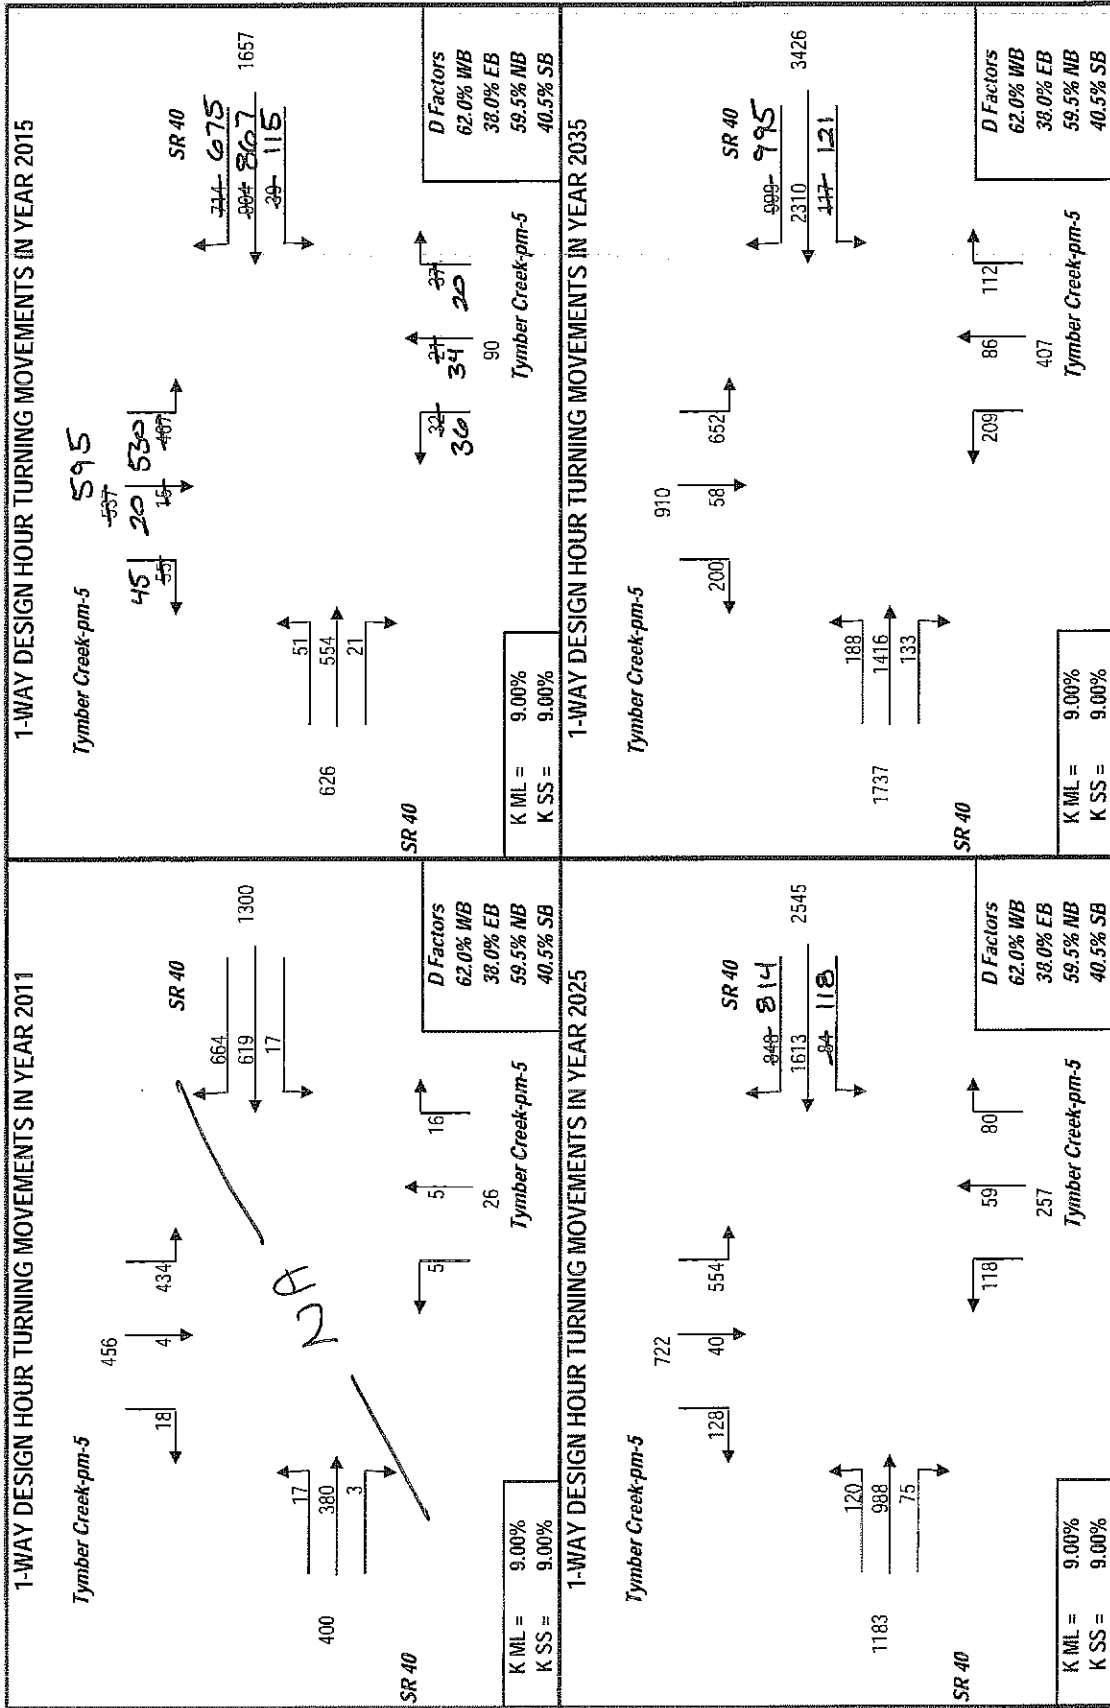 1-WAY DESIGN HOUR TURNING MOVEMENTS IN YEAR 2011
Tymber Creek-pm-5
456
18 4 434
SR 40
664
619 1300
17
NA
17
400 380
3
SR 40
5 5 16
26
Tymber Creek-pm-5
K ML = 9.00%
K SS = 9.00%
D Factors
62.0% WB
38.0% EB
59.5% NB
40.5% SB
1-WAY DESIGN HOUR TURNING MOVEMENTS IN YEAR 2015
Tymber Creek-pm-5
595
537
45 20 530
55 15 467
SR 40
714 675
904 867 1657
39 115
51
626 554
21
SR 40
32 21 37
36 34 20
90
Tymber Creek-pm-5
K ML = 9.00%
K SS = 9.00%
D Factors
62.0% WB
38.0% EB
59.5% NB
40.5% SB
1-WAY DESIGN HOUR TURNING MOVEMENTS IN YEAR 2025
Tymber Creek-pm-5
722
128 40 554
SR 40
848 814
1613 2545
84 118
120
1183 988
75
SR 40
118 59 80
257
Tymber Creek-pm-5
K ML = 9.00%
K SS = 9.00%
D Factors
62.0% WB
38.0% EB
59.5% NB
40.5% SB
1-WAY DESIGN HOUR TURNING MOVEMENTS IN YEAR 2035
Tymber Creek-pm-5
910
200 58 652
SR 40
999 995
2310 3426
117 121
188
1737 1416
133
SR 40
209 86 112
407
Tymber Creek-pm-5
K ML = 9.00%
K SS = 9.00%
D Factors
62.0% WB
38.0% EB
59.5% NB
40.5% SB